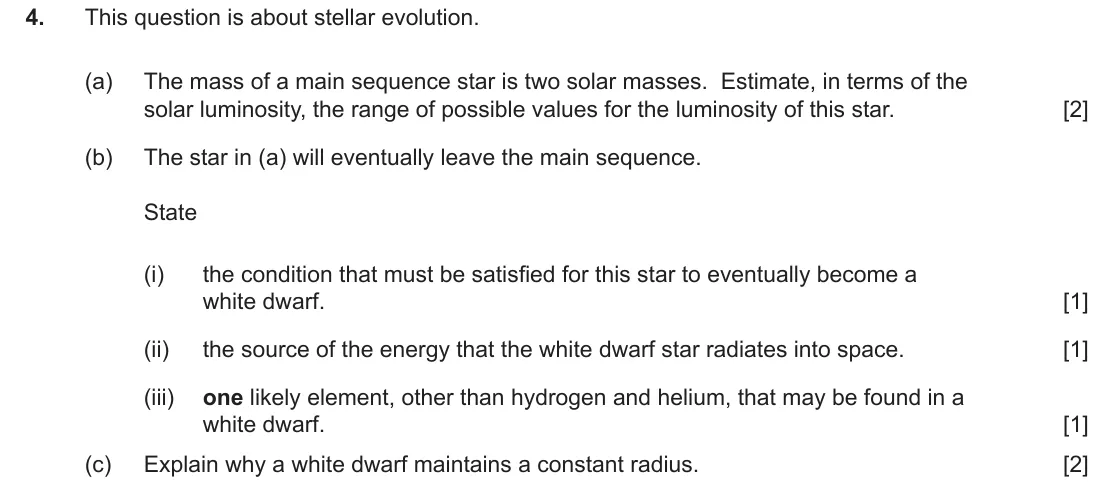 4. This question is about stellar evolution.
(a) The mass of a main sequence star is two solar masses. Estimate, in terms of the
solar luminosity, the range of possible values for the luminosity of this star. [2]
(b) The star in (a) will eventually leave the main sequence.
State
(i) the condition that must be satisfied for this star to eventually become a
white dwarf. [1]
(ii) the source of the energy that the white dwarf star radiates into space. [1]
(iii) one likely element, other than hydrogen and helium, that may be found in a
white dwarf. [1]
(c) Explain why a white dwarf maintains a constant radius. [2]